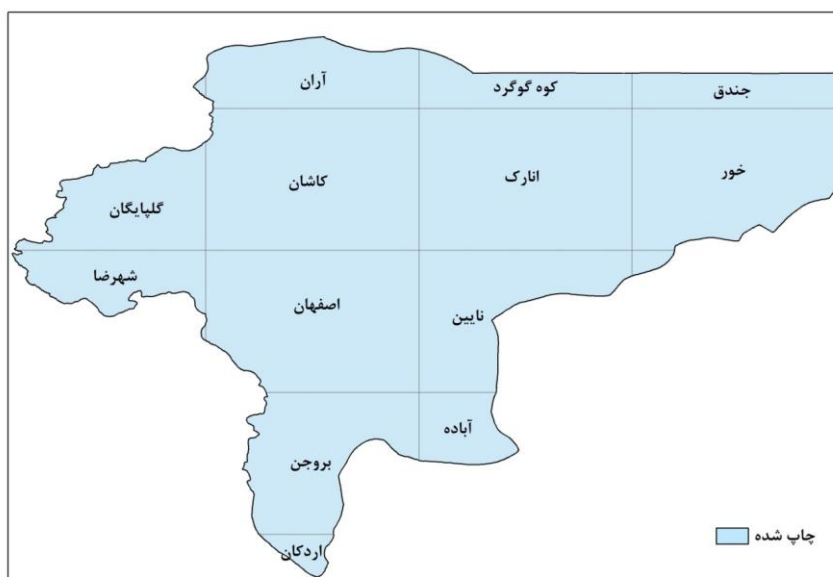 آران
کوه گوگرد
جندق
کاشان
انارک
خور
گلپایگان
شهرضا
اصفهان
نایین
آباده
بروجن
اردکان
چاپ شده